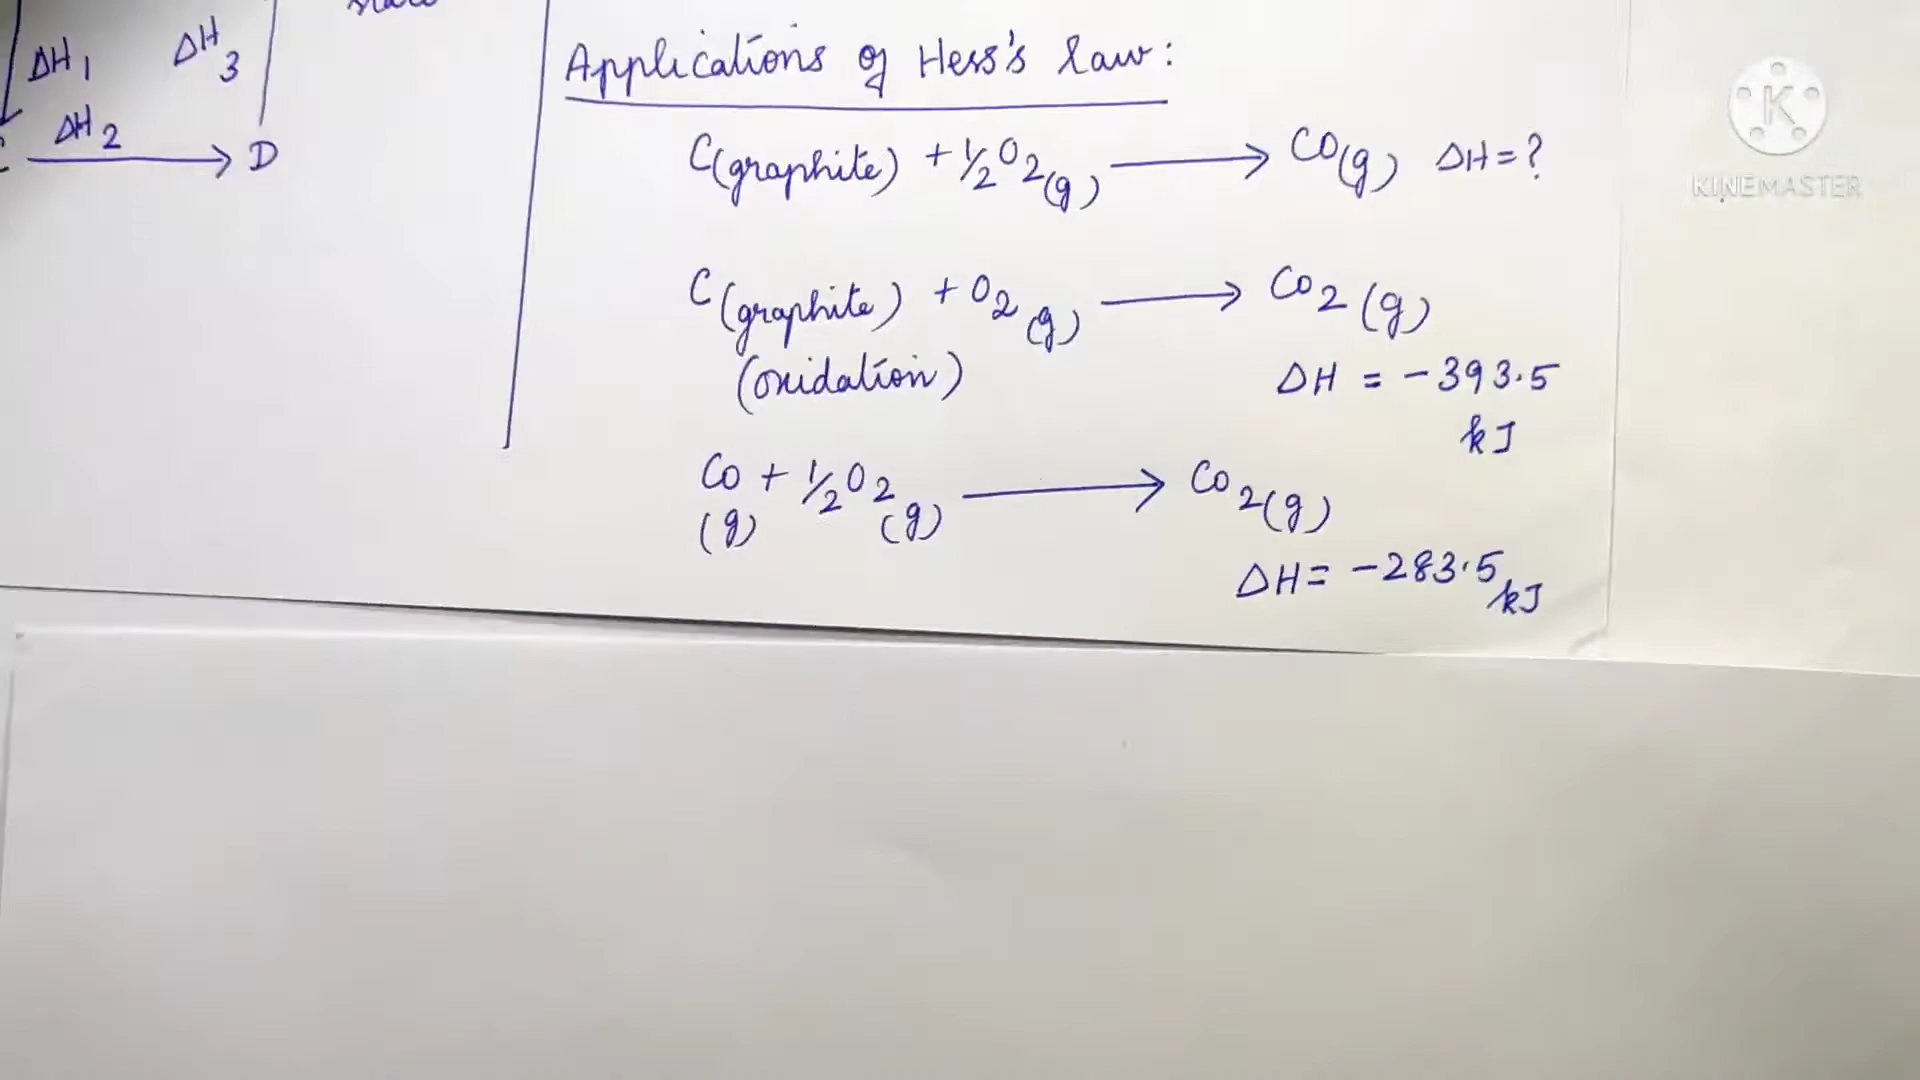 ΔH1 ΔH3
ΔH2
D
Applications of Hess's law:
C(graphite) + ½O2(g) ⟶ CO(g) ΔH = ?
C(graphite) + O2(g) ⟶ CO2(g)
(oxidation)
ΔH = -393.5
kJ
CO(g) + ½O2(g) ⟶ CO2(g)
ΔH = -283.5 kJ
K
KINEMASTER